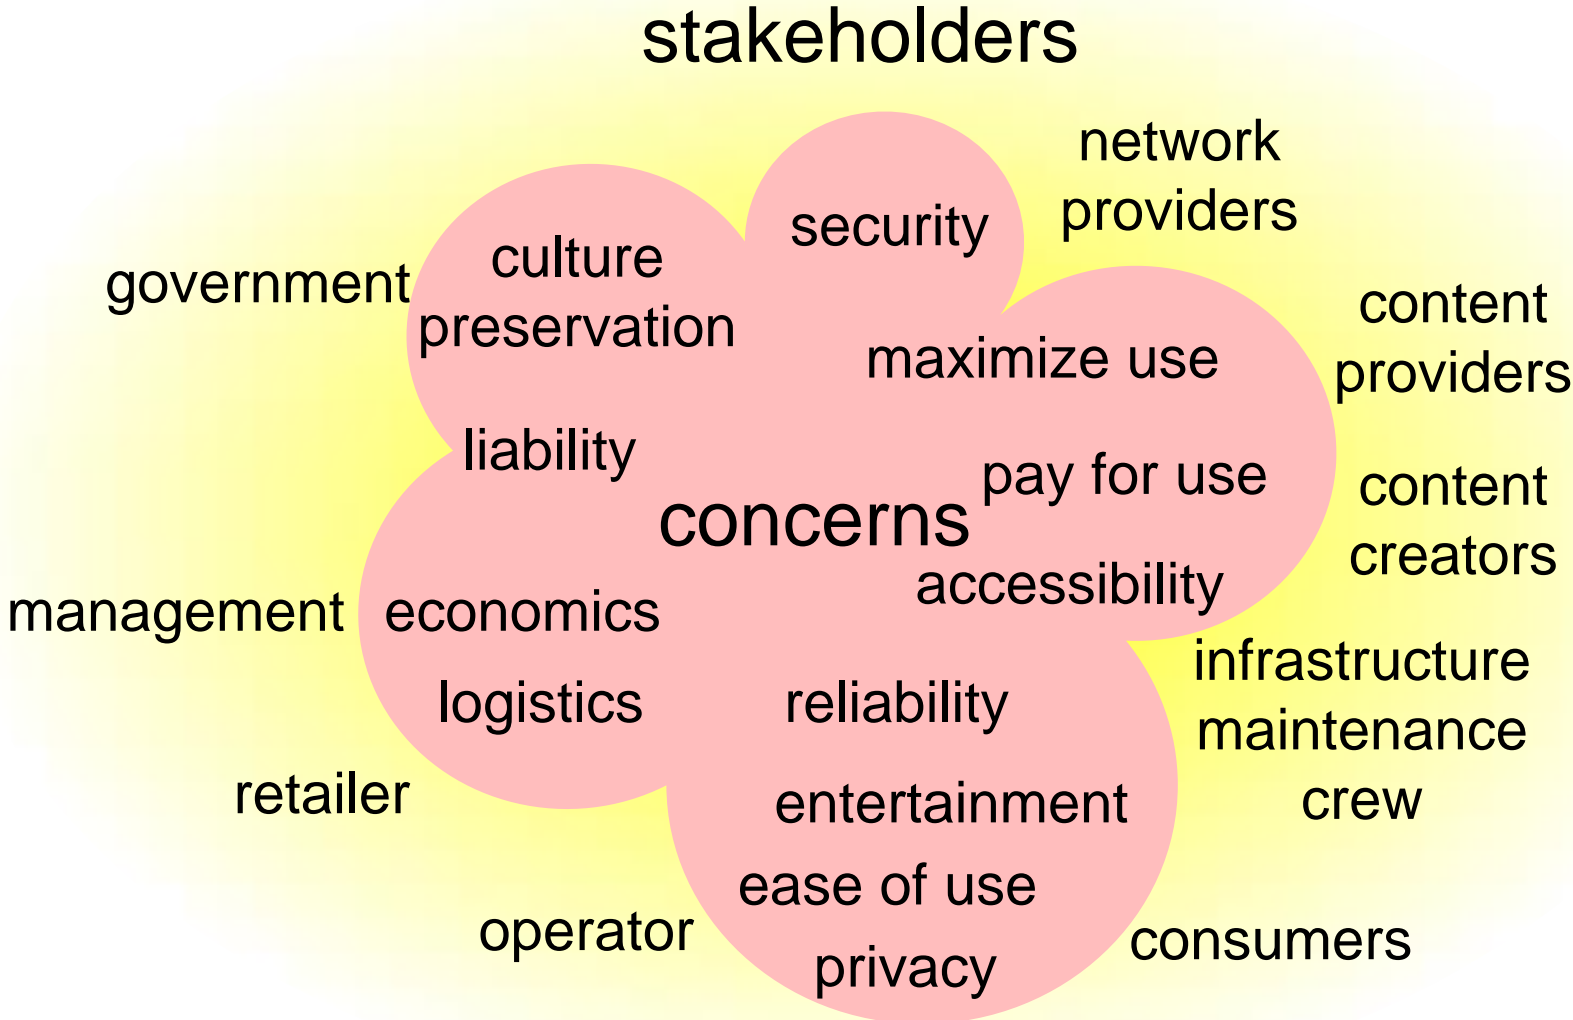 stakeholders
network
providers
security
culture
preservation
government
content
providers
maximize use
liability
pay for use
content
creators
concerns
accessibility
management
economics
infrastructure
maintenance
crew
logistics
reliability
retailer
entertainment
ease of use
operator
consumers
privacy